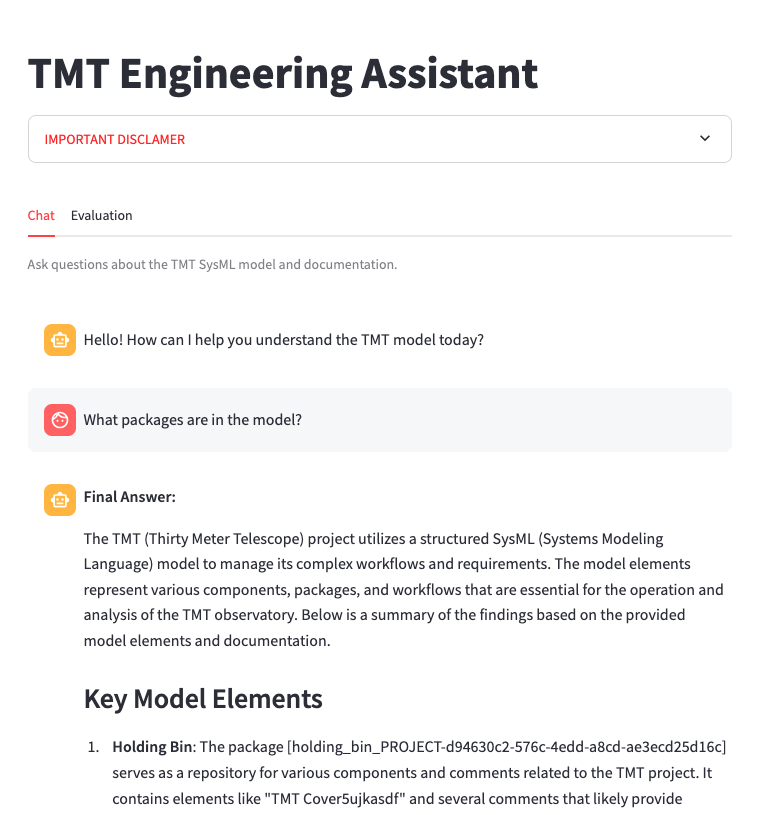 TMT Engineering Assistant
IMPORTANT DISCLAMER
Chat Evaluation
Ask questions about the TMT SysML model and documentation.
Hello! How can I help you understand the TMT model today?
What packages are in the model?
Final Answer:
The TMT (Thirty Meter Telescope) project utilizes a structured SysML (Systems Modeling
Language) model to manage its complex workflows and requirements. The model elements
represent various components, packages, and workflows that are essential for the operation and
analysis of the TMT observatory. Below is a summary of the findings based on the provided
model elements and documentation.
Key Model Elements
1. Holding Bin: The package [holding_bin_PROJECT-d94630c2-576c-4edd-a8cd-ae3ecd25d16c]
serves as a repository for various components and comments related to the TMT project. It
contains elements like "TMT Cover5ujkasdf" and several comments that likely provide